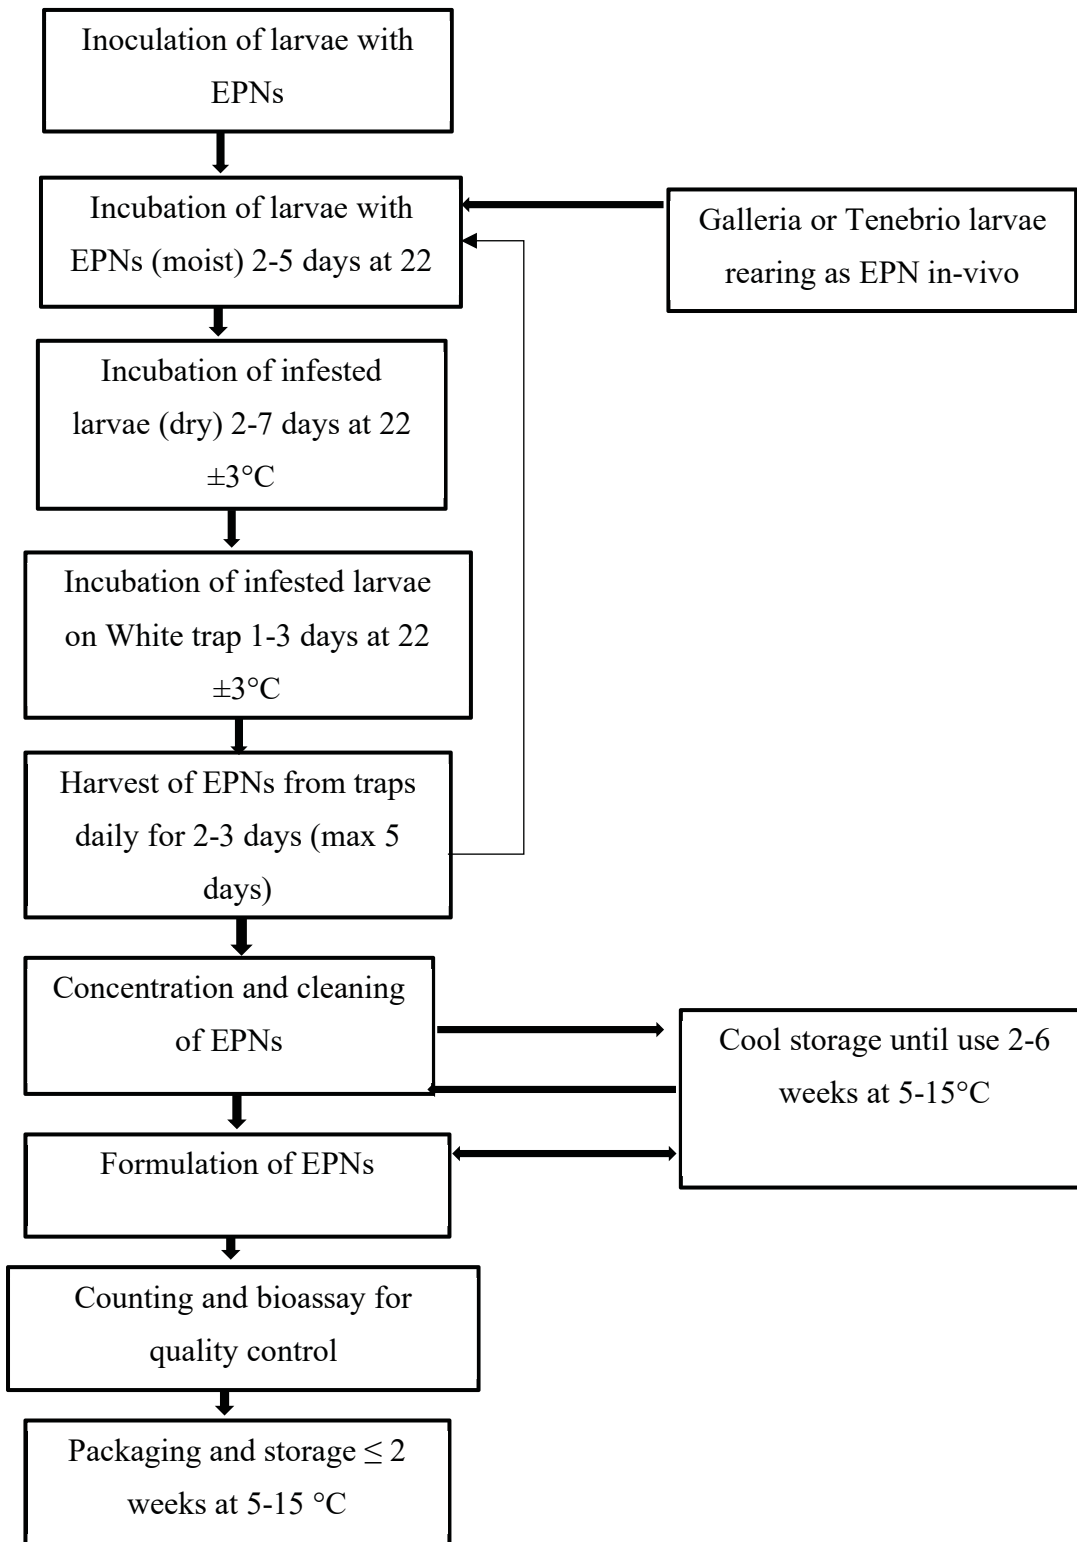 Inoculation of larvae with
EPNs
Incubation of larvae with
EPNs (moist) 2-5 days at 22
Galleria or Tenebrio larvae
rearing as EPN in-vivo
Incubation of infested
larvae (dry) 2-7 days at 22
±3°C
Incubation of infested larvae
on White trap 1-3 days at 22
±3°C
Harvest of EPNs from traps
daily for 2-3 days (max 5
days)
Concentration and cleaning
of EPNs
Cool storage until use 2-6
weeks at 5-15°C
Formulation of EPNs
Counting and bioassay for
quality control
Packaging and storage ≤ 2
weeks at 5-15 °C